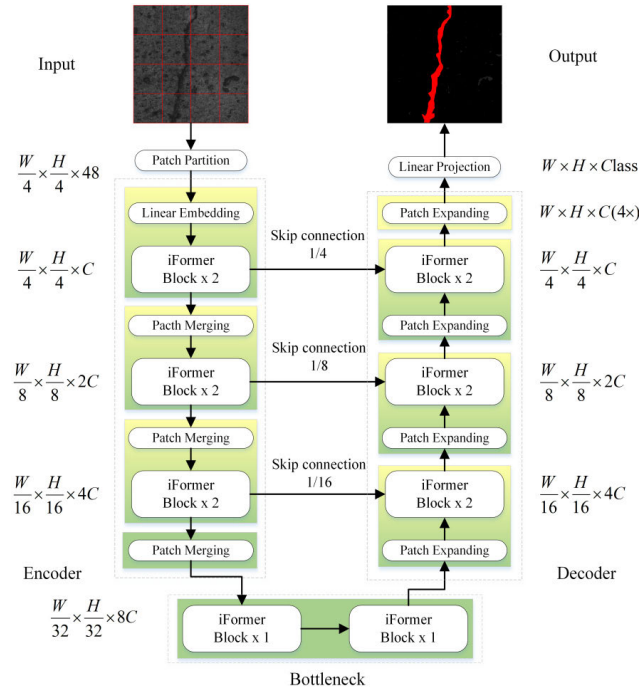 Input
Output
Patch Partition
Linear Projection
W/4 × H/4 × 48
W × H × Class
Linear Embedding
Patch Expanding
W × H × C(4×)
Skip connection
1/4
iFormer
Block x 2
iFormer
Block x 2
W/4 × H/4 × C
W/4 × H/4 × C
Pacth Merging
Patch Expanding
Skip connection
1/8
iFormer
Block x 2
iFormer
Block x 2
W/8 × H/8 × 2C
W/8 × H/8 × 2C
Patch Merging
Patch Expanding
Skip connection
1/16
iFormer
Block x 2
iFormer
Block x 2
W/16 × H/16 × 4C
W/16 × H/16 × 4C
Patch Merging
Patch Expanding
Encoder
Decoder
W/32 × H/32 × 8C
iFormer
Block x 1
iFormer
Block x 1
Bottleneck